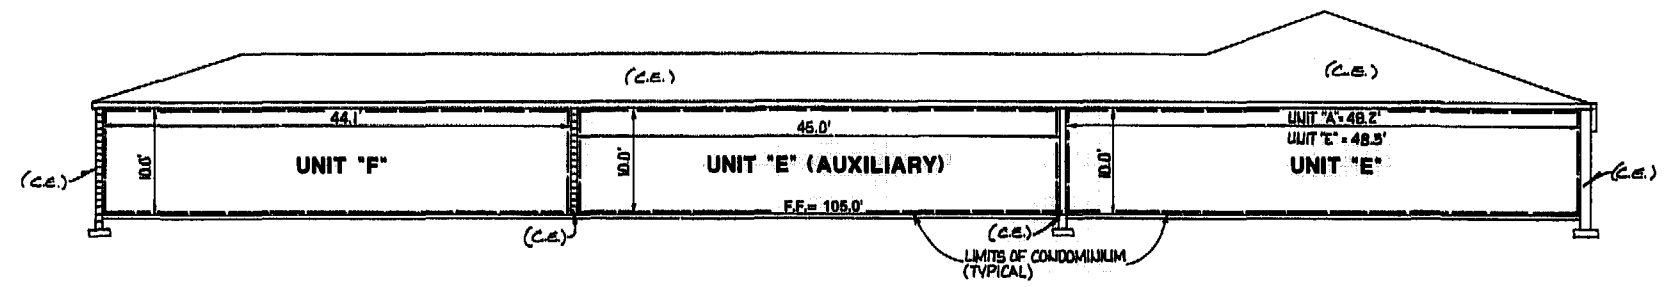 (C.E.)
(C.E.)
44.1'
45.0'
UNIT "A" = 48.2'
UNIT "E" = 48.3'
10.0'
UNIT "F"
10.0'
UNIT "E" (AUXILIARY)
10.0'
UNIT "E"
(C.E.)
(C.E.)
F.F.= 105.0'
(C.E.)
(C.E.)
LIMITS OF CONDOMINIUM
(TYPICAL)